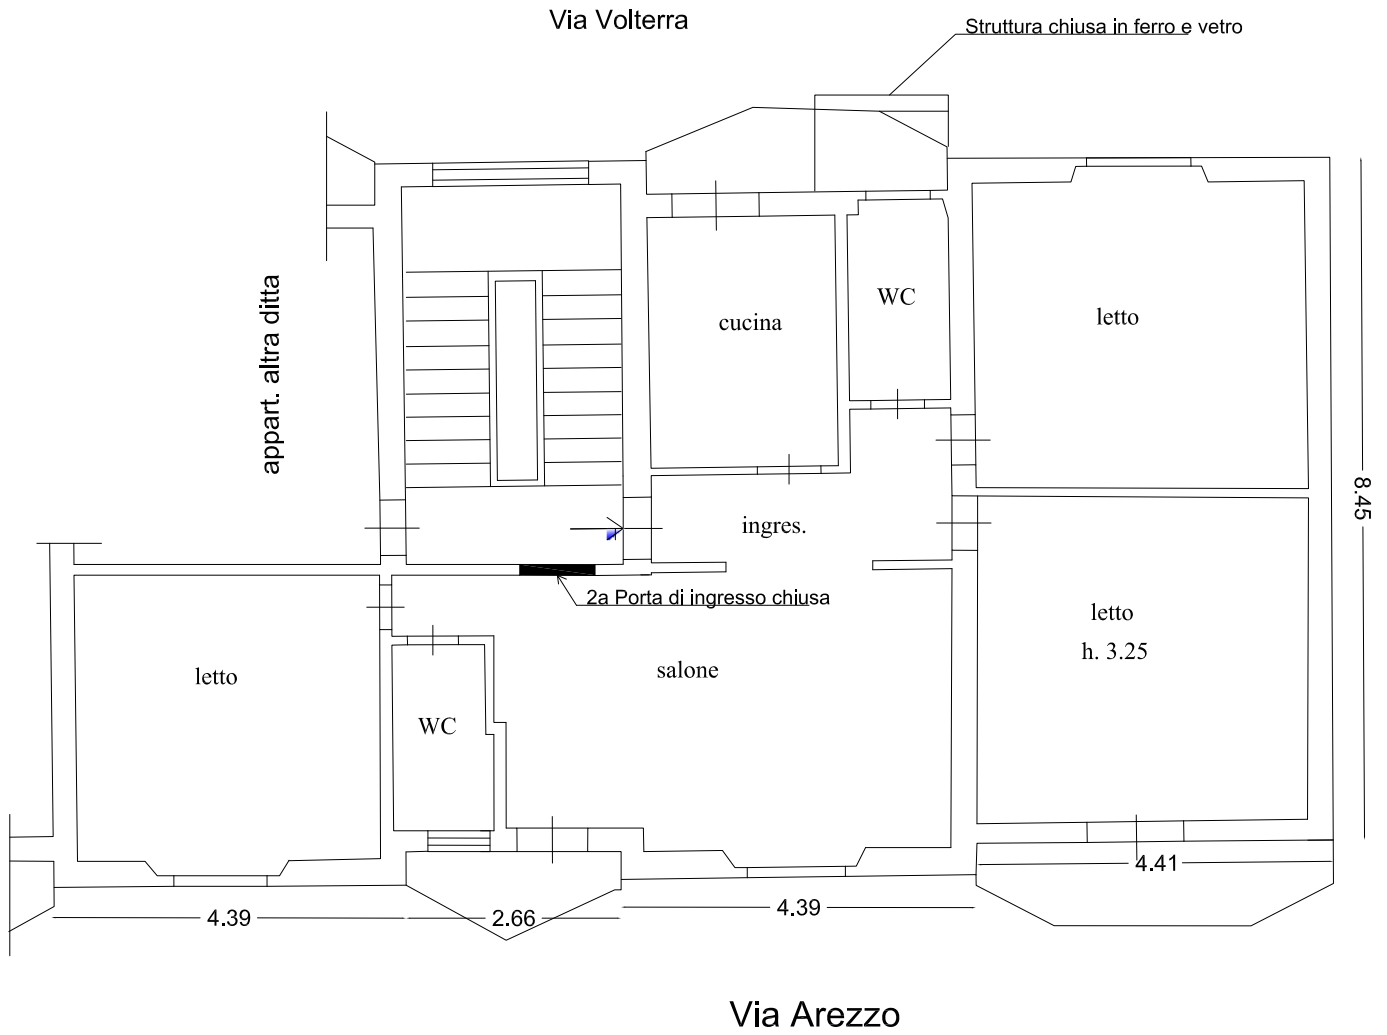 Via Volterra
Struttura chiusa in ferro e vetro
appart. altra ditta
cucina
WC
letto
8.45
ingres.
2a Porta di ingresso chiusa
letto
h. 3.25
letto
salone
WC
4.41
4.39
2.66
4.39
Via Arezzo